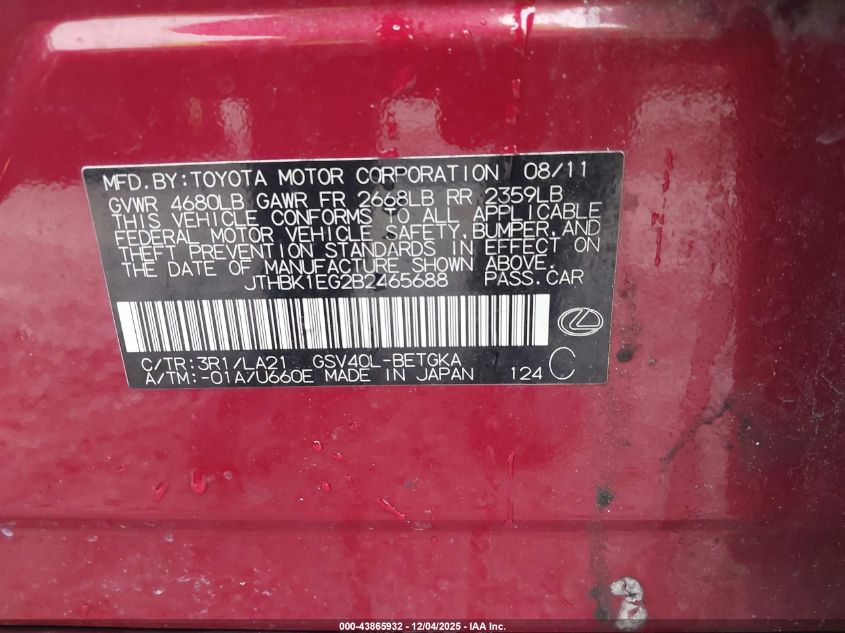 MFD.BY:TOYOTA MOTOR CORPORATION 08/11
GVWR 4680LB GAWR FR 2668LB RR 2359LB
THIS VEHICLE CONFORMS TO ALL APPLICABLE
FEDERAL MOTOR VEHICLE SAFETY, BUMPER, AND
THEFT PREVENTION STANDARDS IN EFFECT ON
THE DATE OF MANUFACTURE SHOWN ABOVE.
JTHBK1EG2B2465688 PASS.CAR
C/TR:3R1/LA21 GSV40L-BETGKA
A/TM:-01A/U660E MADE IN JAPAN 124 C
000-43865932 - 12/04/2025 - IAA Inc.